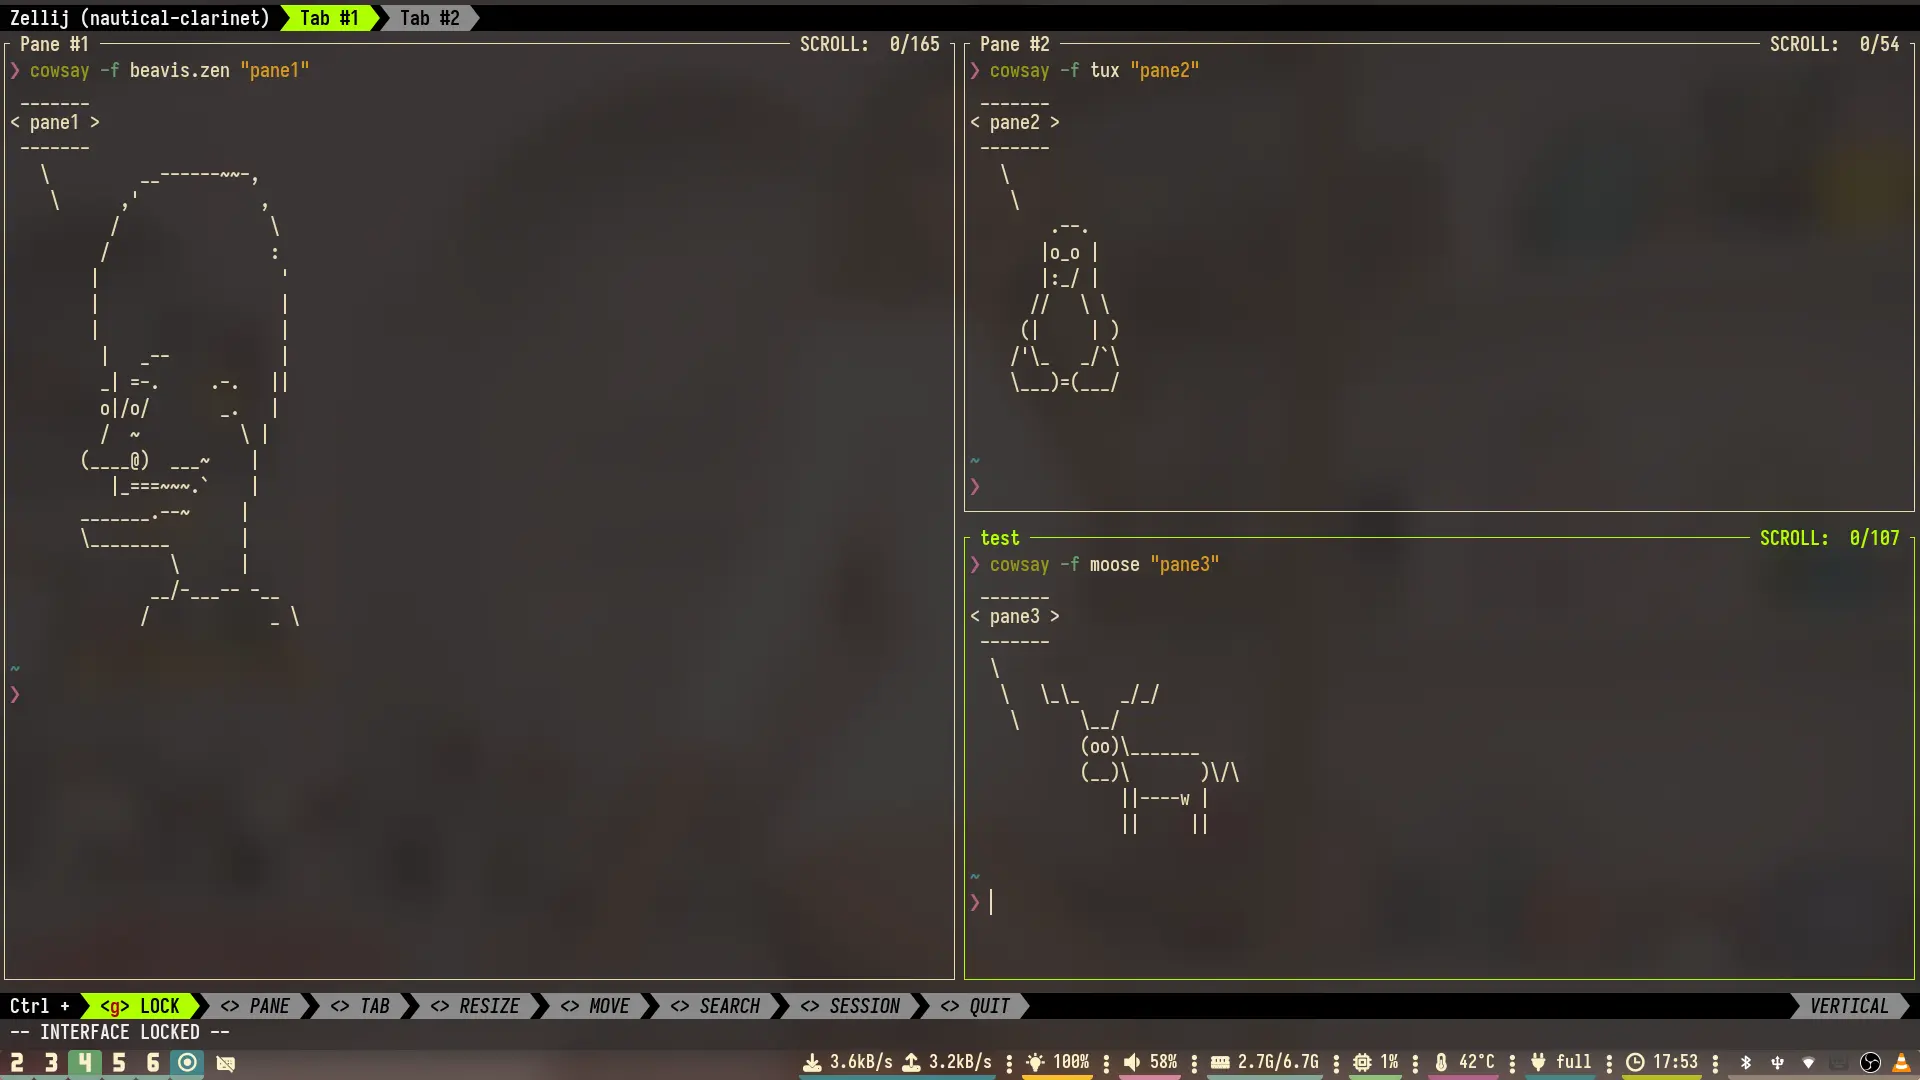 Zellij (nautical-clarinet) Tab #1 Tab #2
Pane #1 SCROLL: 0/165
❯ cowsay -f beavis.zen "pane1"
 _______
< pane1 >
 -------
   \         __------~~-,
    \      ,'            ,
          /               \
         /                :
        |                  '
        |                  |
        |                  |
         |   _--           |
         _| =-.     .-.   ||
         o|/o/       _.   |
         /  ~          \ |
       (____@)  ___~    |
          |_===~~~.`    |
       _______.--~     |
       \________       |
                \      |
              __/-___-- -__
             /            _ \
~
❯
Pane #2 SCROLL: 0/54
❯ cowsay -f tux "pane2"
 _______
< pane2 >
 -------
   \
    \
        .--.
       |o_o |
       |:_/ |
      //   \ \
     (|     | )
    /'\_   _/`\
    \___)=(___/
~
❯
test SCROLL: 0/107
❯ cowsay -f moose "pane3"
 _______
< pane3 >
 -------
  \
   \   \_\_    _/_/
    \      \__/
           (oo)\_______
           (__)\       )\/\
               ||----w |
               ||     ||
~
❯
Ctrl + <g> LOCK <> PANE <> TAB <> RESIZE <> MOVE <> SEARCH <> SESSION <> QUIT VERTICAL
-- INTERFACE LOCKED --
2 3 4 5 6 3.6kB/s 3.2kB/s 100% 58% 2.7G/6.7G 1% 42°C full 17:53